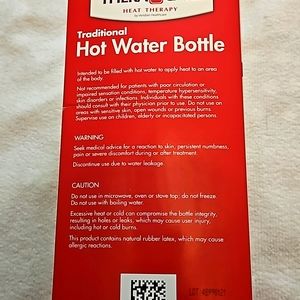 HEAT THERAPY
by Veridian Healthcare
Traditional
Hot Water Bottle
Intended to be filled with hot water to apply heat to an area
of the body.
Not recommended for patients with poor circulation or
impaired sensation conditions, temperature hypersensitivity,
skin disorders or infections. Individuals with these conditions
should consult with their physician prior to use. Do not use on
areas with sensitive skin, open wounds or previous burns.
Supervise use on children, elderly or incapacitated persons.
WARNING
Seek medical advice for a reaction to skin, persistent numbness,
pain or severe discomfort during or after treatment.
Discontinue use due to water leakage.
CAUTION
Do not use in microwave, oven or stove top; do not freeze.
Do not use with boiling water.
Excessive heat or cold can compromise the bottle integrity,
resulting in holes or leaks, which may cause user injury,
including hot or cold burns.
This product contains natural rubber latex, which may cause
allergic reactions.
LOT